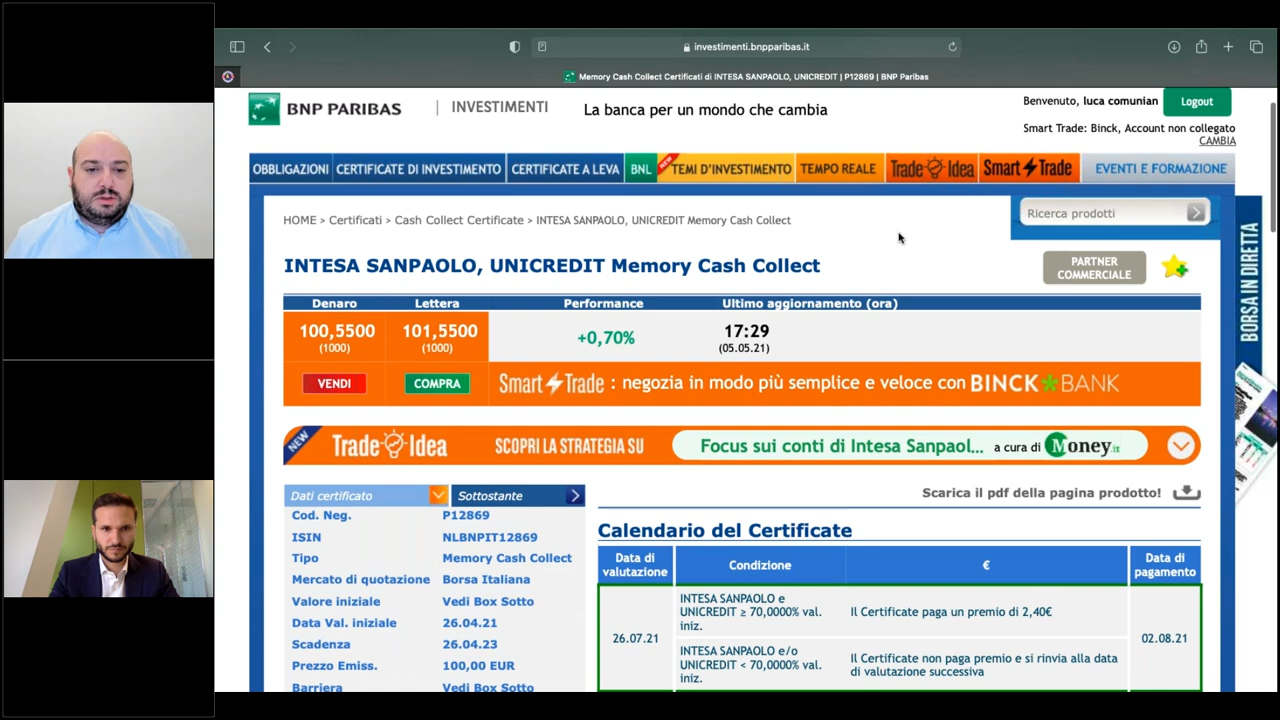 investimenti.bnpparibas.it
Memory Cash Collect Certificati di INTESA SANPAOLO, UNICREDIT | P12869 | BNP Paribas
BNP PARIBAS | INVESTIMENTI
La banca per un mondo che cambia
Benvenuto, luca comunian
Logout
Smart Trade: Binck, Account non collegato
CAMBIA
OBBLIGAZIONI CERTIFICATE DI INVESTIMENTO CERTIFICATE A LEVA BNL NEW TEMI D'INVESTIMENTO TEMPO REALE Trade Idea Smart Trade EVENTI E FORMAZIONE
HOME > Certificati > Cash Collect Certificate > INTESA SANPAOLO, UNICREDIT Memory Cash Collect
Ricerca prodotti
BORSA IN DIRETTA
INTESA SANPAOLO, UNICREDIT Memory Cash Collect
PARTNER
COMMERCIALE
Denaro Lettera Performance Ultimo aggiornamento (ora)
100,5500 101,5500 +0,70% 17:29
(1000) (1000) (05.05.21)
VENDI COMPRA Smart Trade : negozia in modo più semplice e veloce con BINCK BANK
NEW Trade Idea SCOPRI LA STRATEGIA SU Focus sui conti di Intesa Sanpaol... a cura di Money.it
Dati certificato Sottostante
Scarica il pdf della pagina prodotto!
Cod. Neg. P12869
ISIN NLBNPIT12869
Tipo Memory Cash Collect
Mercato di quotazione Borsa Italiana
Valore iniziale Vedi Box Sotto
Data Val. iniziale 26.04.21
Scadenza 26.04.23
Prezzo Emiss. 100,00 EUR
Barriera Vedi Box Sotto
Calendario del Certificate
Data di valutazione Condizione € Data di pagamento
26.07.21
INTESA SANPAOLO e
UNICREDIT ≥ 70,0000% val.
iniz.
Il Certificate paga un premio di 2,40€
02.08.21
INTESA SANPAOLO e/o
UNICREDIT < 70,0000% val.
iniz.
Il Certificate non paga premio e si rinvia alla data
di valutazione successiva